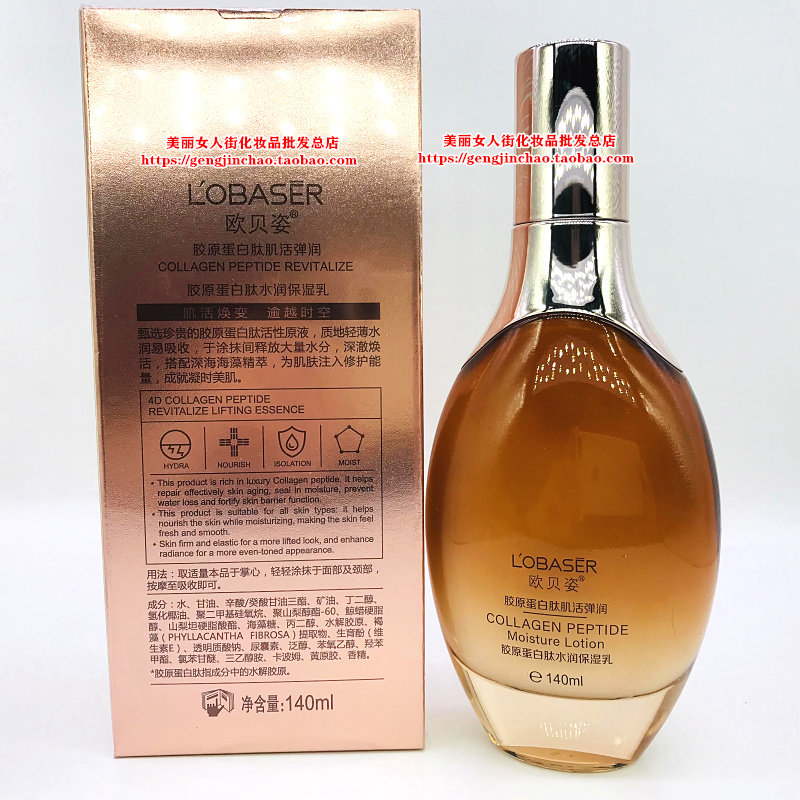 美丽女人街化妆品批发总店
https://gengjinchao.taobao.com/
L'OBASER
欧贝姿®
胶原蛋白肽肌活弹润
COLLAGEN PEPTIDE REVITALIZE
胶原蛋白肽水润保湿乳
肌活焕变 逾越时空
甄选珍贵的胶原蛋白肽活性原液，质地轻薄水
润易吸收，于涂抹间释放大量水分，深澈焕
活，搭配深海海藻精萃，为肌肤注入修护能
量，成就凝时美肌。
4D COLLAGEN PEPTIDE
REVITALIZE LIFTING ESSENCE
HYDRA NOURISH ISOLATION MOIST
• This product is rich in luxury Collagen peptide. It helps
repair effectively skin aging, seal in moisture, prevent
water loss and fortify skin barrier function.
• This product is suitable for all skin types: it helps
nourish the skin while moisturizing, making the skin feel
fresh and smooth.
• Skin firm and elastic for a more lifted look, and enhance
radiance for a more even-toned appearance.
用法：取适量本品于掌心，轻轻涂抹于面部及颈部，
按摩至吸收即可。
成分：水、甘油、辛酸/癸酸甘油三酯、矿油、丁二醇、
氢化椰油、聚二甲基硅氧烷、聚山梨醇酯-60、鲸蜡硬脂
醇、山梨坦硬脂酸酯、海藻糖、丙二醇、水解胶原、褐
藻（PHYLLACANTHA FIBROSA）提取物、生育酚（维
生素E）、透明质酸钠、尿囊素、泛醇、苯氧乙醇、羟苯
甲酯、氯苯甘醚、三乙醇胺、卡波姆、黄原胶、香精。
*胶原蛋白肽指成分中的水解胶原。
净含量:140ml
美丽女人街化妆品批发总店
https://gengjinchao.taobao.com/
L'OBASER
欧贝姿®
胶原蛋白肽肌活弹润
COLLAGEN PEPTIDE
Moisture Lotion
胶原蛋白肽水润保湿乳
℮ 140ml